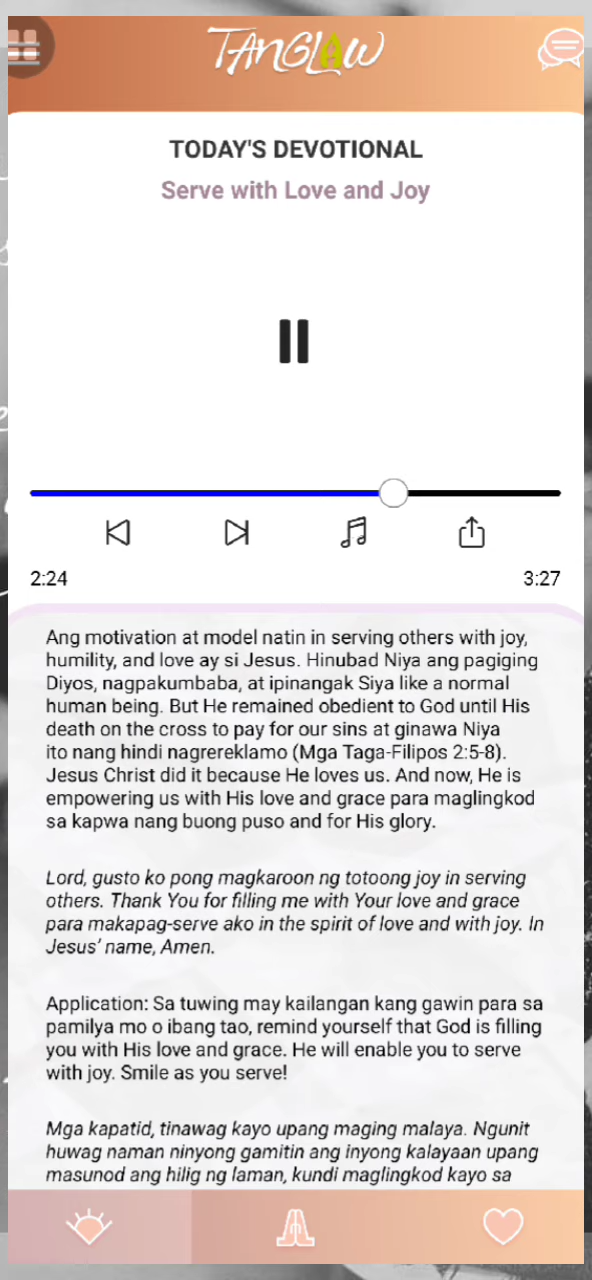 TANGLAW
TODAY'S DEVOTIONAL
Serve with Love and Joy
2:24
3:27
Ang motivation at model natin in serving others with joy,
humility, and love ay si Jesus. Hinubad Niya ang pagiging
Diyos, nagpakumbaba, at ipinangak Siya like a normal
human being. But He remained obedient to God until His
death on the cross to pay for our sins at ginawa Niya
ito nang hindi nagrereklamo (Mga Taga-Filipos 2:5-8).
Jesus Christ did it because He loves us. And now, He is
empowering us with His love and grace para maglingkod
sa kapwa nang buong puso and for His glory.
Lord, gusto ko pong magkaroon ng totoong joy in serving
others. Thank You for filling me with Your love and grace
para makapag-serve ako in the spirit of love and with joy. In
Jesus’ name, Amen.
Application: Sa tuwing may kailangan kang gawin para sa
pamilya mo o ibang tao, remind yourself that God is filling
you with His love and grace. He will enable you to serve
with joy. Smile as you serve!
Mga kapatid, tinawag kayo upang maging malaya. Ngunit
huwag naman ninyong gamitin ang inyong kalayaan upang
masunod ang hilig ng laman, kundi maglingkod kayo sa